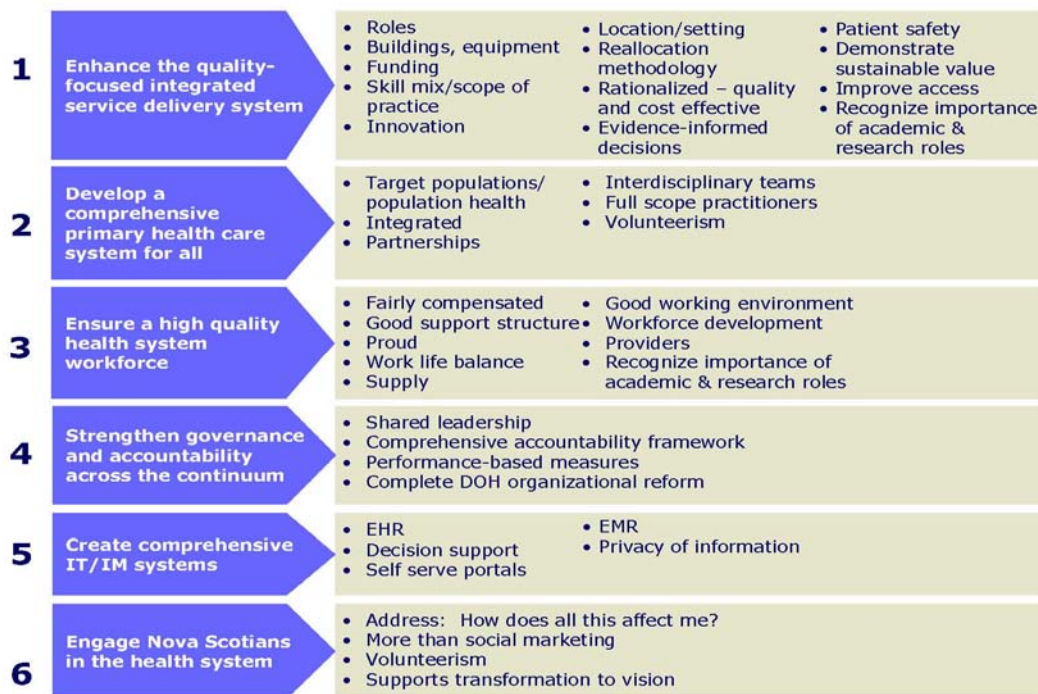 1
Enhance the quality-
focused integrated
service delivery system
• Roles
• Buildings, equipment
• Funding
• Skill mix/scope of
practice
• Innovation
• Location/setting
• Reallocation
methodology
• Rationalized – quality
and cost effective
• Evidence-informed
decisions
• Patient safety
• Demonstrate
sustainable value
• Improve access
• Recognize importance
of academic &
research roles
2
Develop a
comprehensive
primary health care
system for all
• Target populations/
population health
• Integrated
• Partnerships
• Interdisciplinary teams
• Full scope practitioners
• Volunteerism
3
Ensure a high quality
health system
workforce
• Fairly compensated
• Good support structure
• Proud
• Work life balance
• Supply
• Good working environment
• Workforce development
• Providers
• Recognize importance of
academic & research roles
4
Strengthen governance
and accountability
across the continuum
• Shared leadership
• Comprehensive accountability framework
• Performance-based measures
• Complete DOH organizational reform
5
Create comprehensive
IT/IM systems
• EHR
• Decision support
• Self serve portals
• EMR
• Privacy of information
6
Engage Nova Scotians
in the health system
• Address: How does all this affect me?
• More than social marketing
• Volunteerism
• Supports transformation to vision